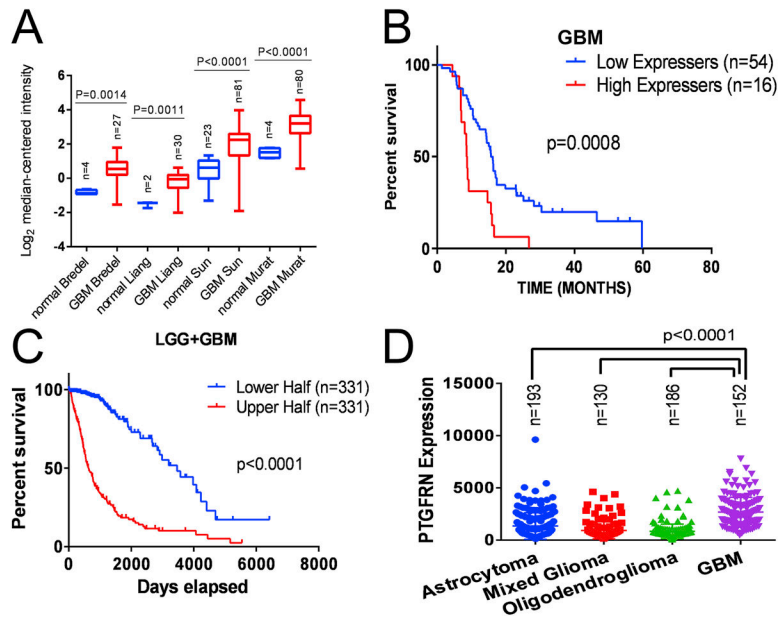 A
Log2 median-centered intensity
6
4
2
0
-2
-4
P=0.0014
P=0.0011
P<0.0001
P<0.0001
n=4
n=27
n=2
n=30
n=23
n=81
n=4
n=80
normal Bredel
GBM Bredel
normal Liang
GBM Liang
normal Sun
GBM Sun
normal Murat
GBM Murat
B
GBM
Low Expressers (n=54)
High Expressers (n=16)
p=0.0008
Percent survival
100
50
0
0
20
40
60
80
TIME (MONTHS)
C
LGG+GBM
Lower Half (n=331)
Upper Half (n=331)
p<0.0001
Percent survival
100
50
0
0
2000
4000
6000
8000
Days elapsed
D
p<0.0001
n=193
n=130
n=186
n=152
PTGFRN Expression
15000
10000
5000
0
Astrocytoma
Mixed Glioma
Oligodendroglioma
GBM